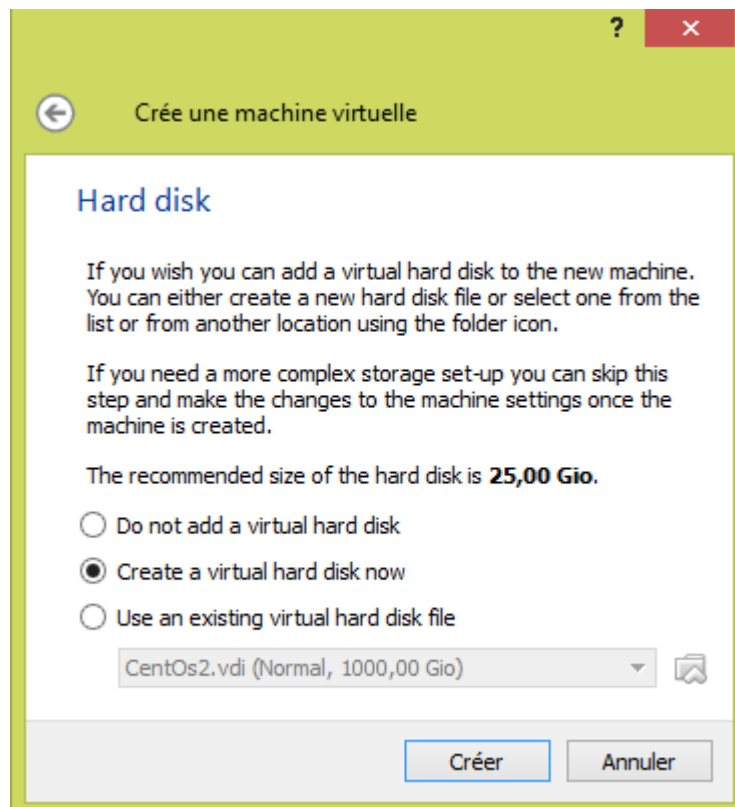 ?
Crée une machine virtuelle
Hard disk
If you wish you can add a virtual hard disk to the new machine.
You can either create a new hard disk file or select one from the
list or from another location using the folder icon.
If you need a more complex storage set-up you can skip this
step and make the changes to the machine settings once the
machine is created.
The recommended size of the hard disk is 25,00 Gio.
Do not add a virtual hard disk
Create a virtual hard disk now
Use an existing virtual hard disk file
CentOs2.vdi (Normal, 1000,00 Gio)
Créer Annuler